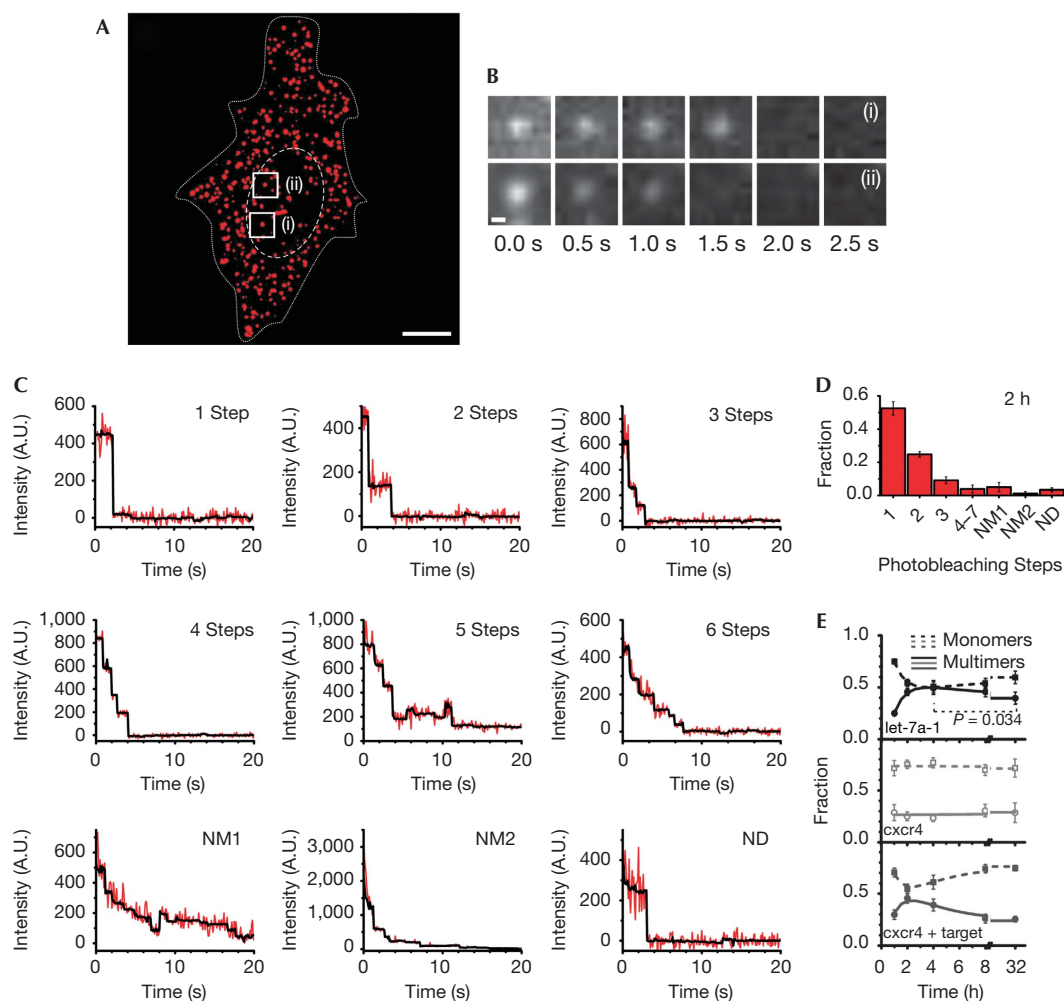 A
(ii)
(i)
B
(i)
(ii)
0.0 s 0.5 s 1.0 s 1.5 s 2.0 s 2.5 s
C
Intensity (A.U.)
600
400
200
0
1 Step
0 10 20
Time (s)
Intensity (A.U.)
400
200
0
2 Steps
0 10 20
Time (s)
Intensity (A.U.)
800
600
400
200
0
3 Steps
0 10 20
Time (s)
D
Fraction
0.6
0.4
0.2
0.0
2 h
1 2 3 4–7 NM1 NM2 ND
Photobleaching Steps
Intensity (A.U.)
1,000
800
600
400
200
0
4 Steps
0 10 20
Time (s)
Intensity (A.U.)
1,000
800
600
400
200
0
5 Steps
0 10 20
Time (s)
Intensity (A.U.)
600
400
200
0
6 Steps
0 10 20
Time (s)
E
Fraction
1.0
0.5
0.0
Monomers
Multimers
P = 0.034
let-7a-1
0.5
0.0
cxcr4
0.5
0.0
cxcr4 + target
0 2 4 6 8 32
Time (h)
Intensity (A.U.)
600
400
200
0
NM1
0 10 20
Time (s)
Intensity (A.U.)
3,000
2,000
1,000
0
NM2
0 10 20
Time (s)
Intensity (A.U.)
400
200
0
ND
0 10 20
Time (s)